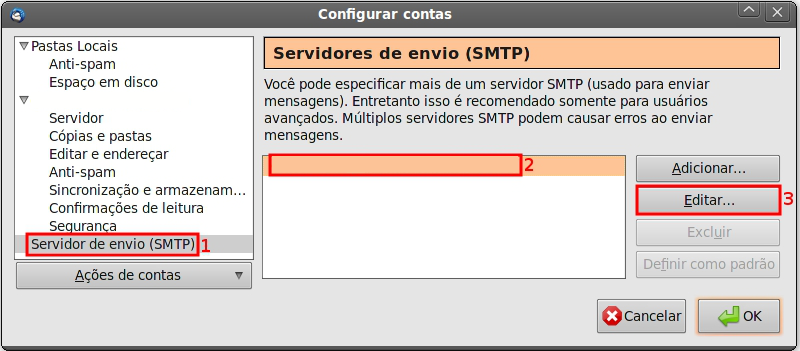 Configurar contas
Pastas Locais
Anti-spam
Espaço em disco
Servidor
Cópias e pastas
Editar e endereçar
Anti-spam
Sincronização e armazenam...
Confirmações de leitura
Segurança
Servidor de envio (SMTP) 1
Ações de contas
Servidores de envio (SMTP)
Você pode especificar mais de um servidor SMTP (usado para enviar
mensagens). Entretanto isso é recomendado somente para usuários
avançados. Múltiplos servidores SMTP podem causar erros ao enviar
mensagens.
2
Adicionar...
Editar... 3
Excluir
Definir como padrão
Cancelar
OK